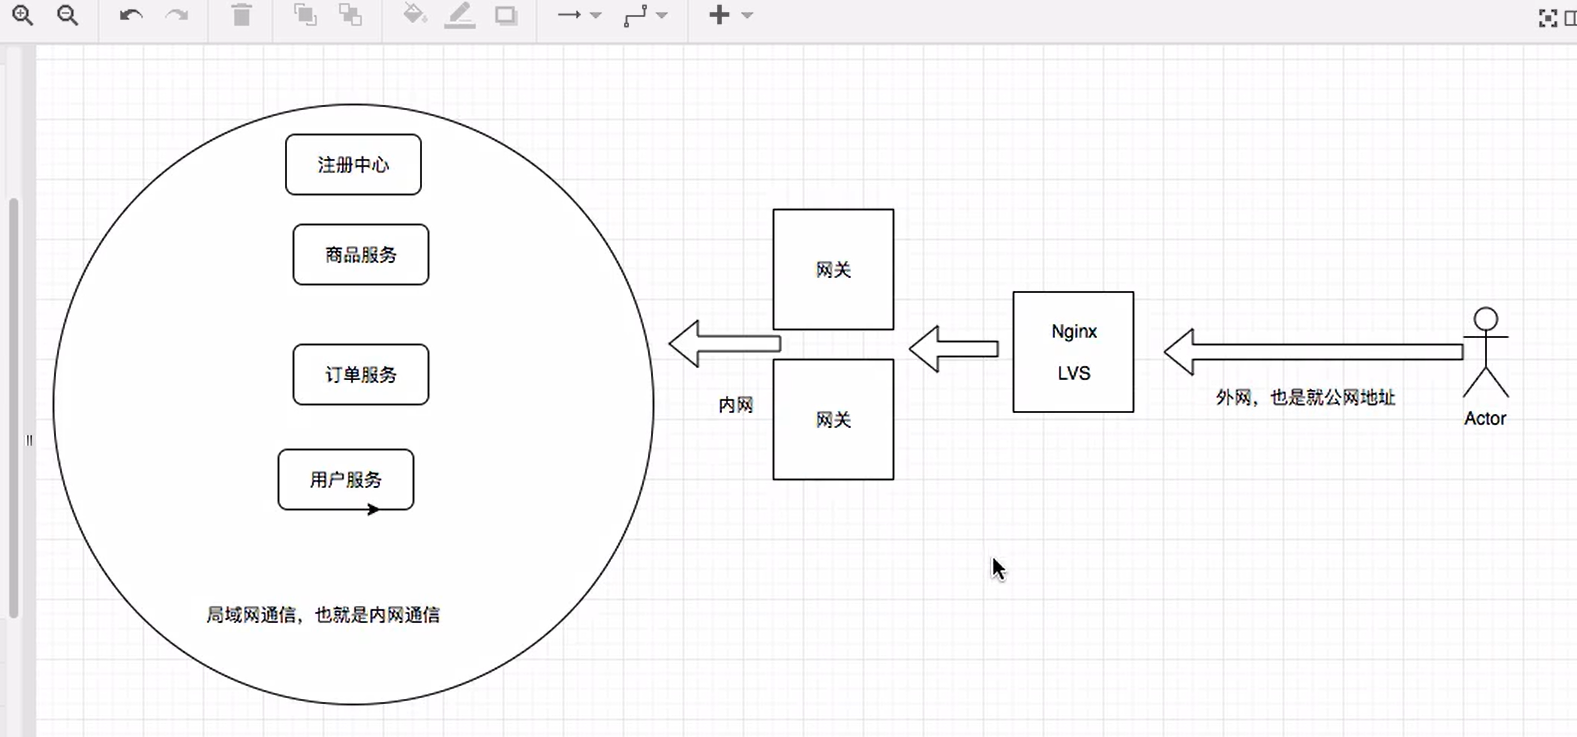 注册中心
商品服务
订单服务
用户服务
局域网通信，也就是内网通信
网关
内网
网关
Nginx
LVS
外网，也是就公网地址
Actor